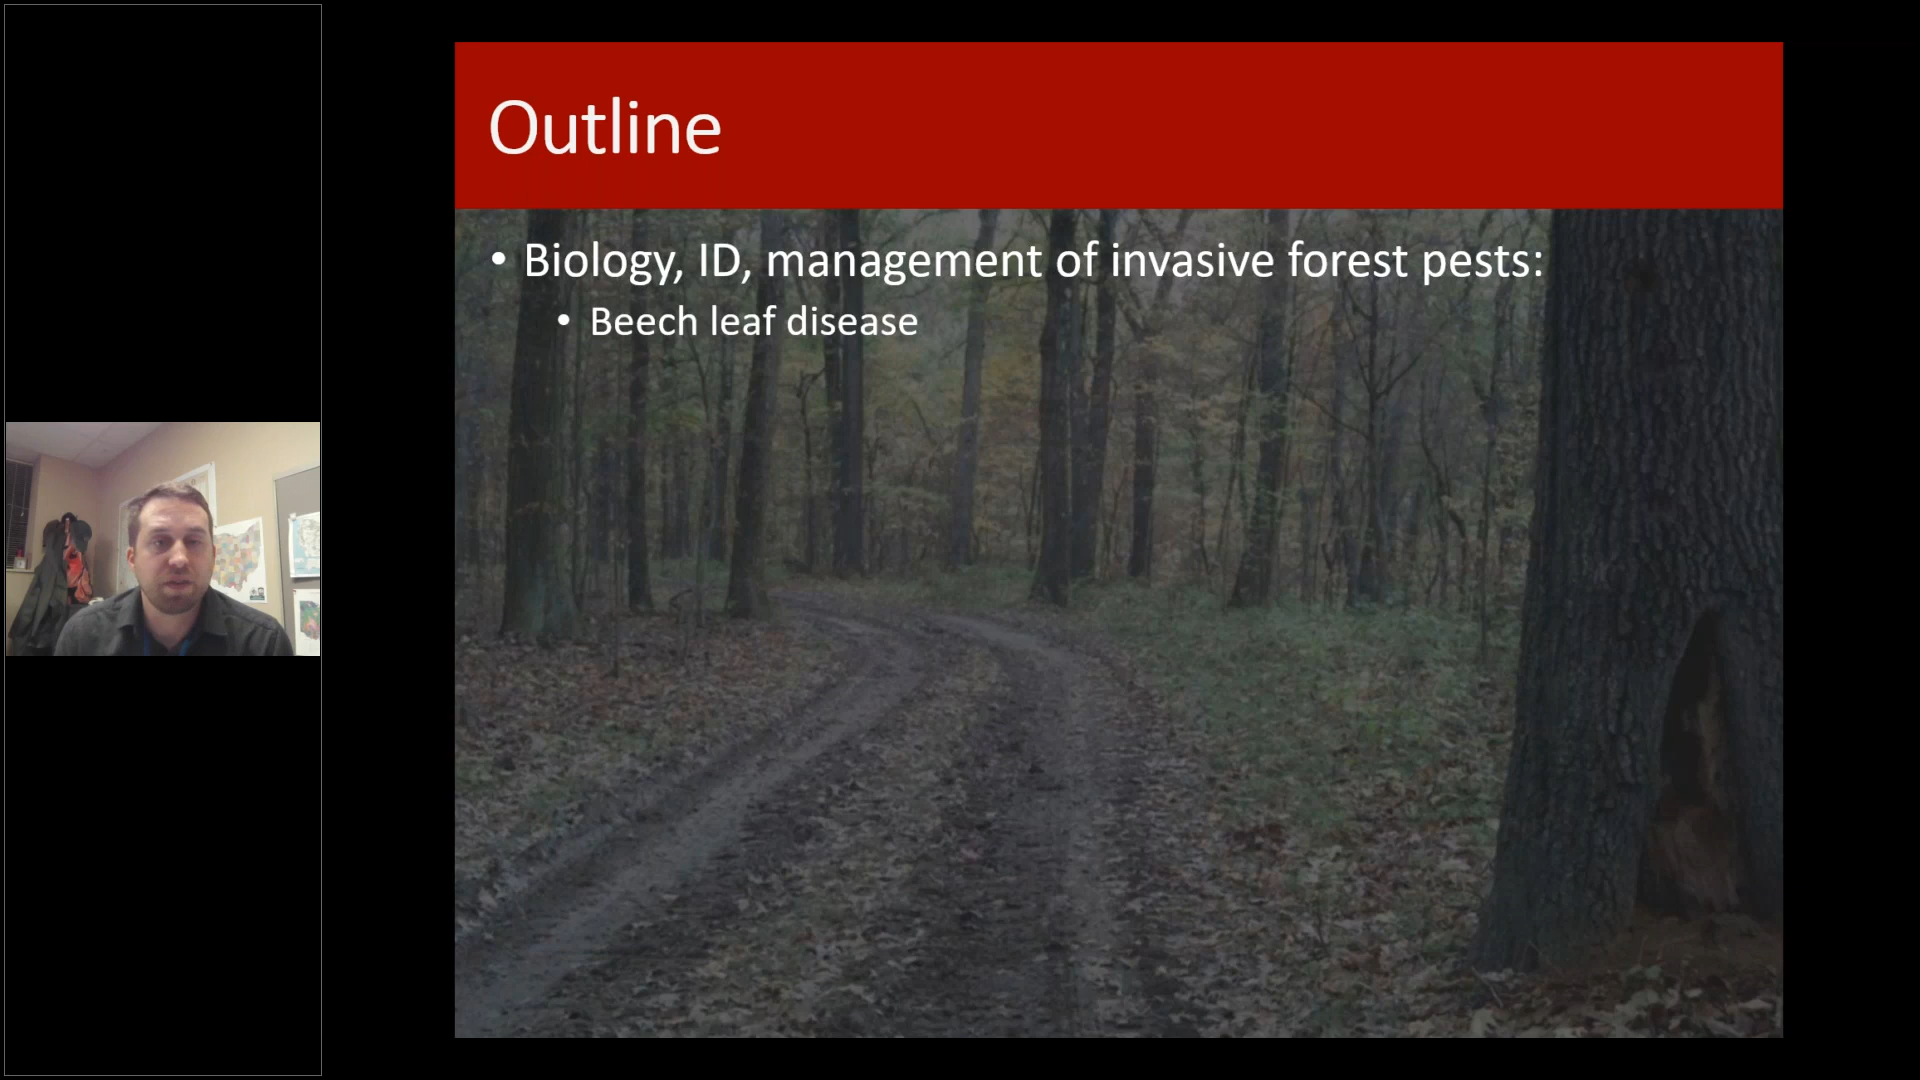 Outline
• Biology, ID, management of invasive forest pests:
• Beech leaf disease